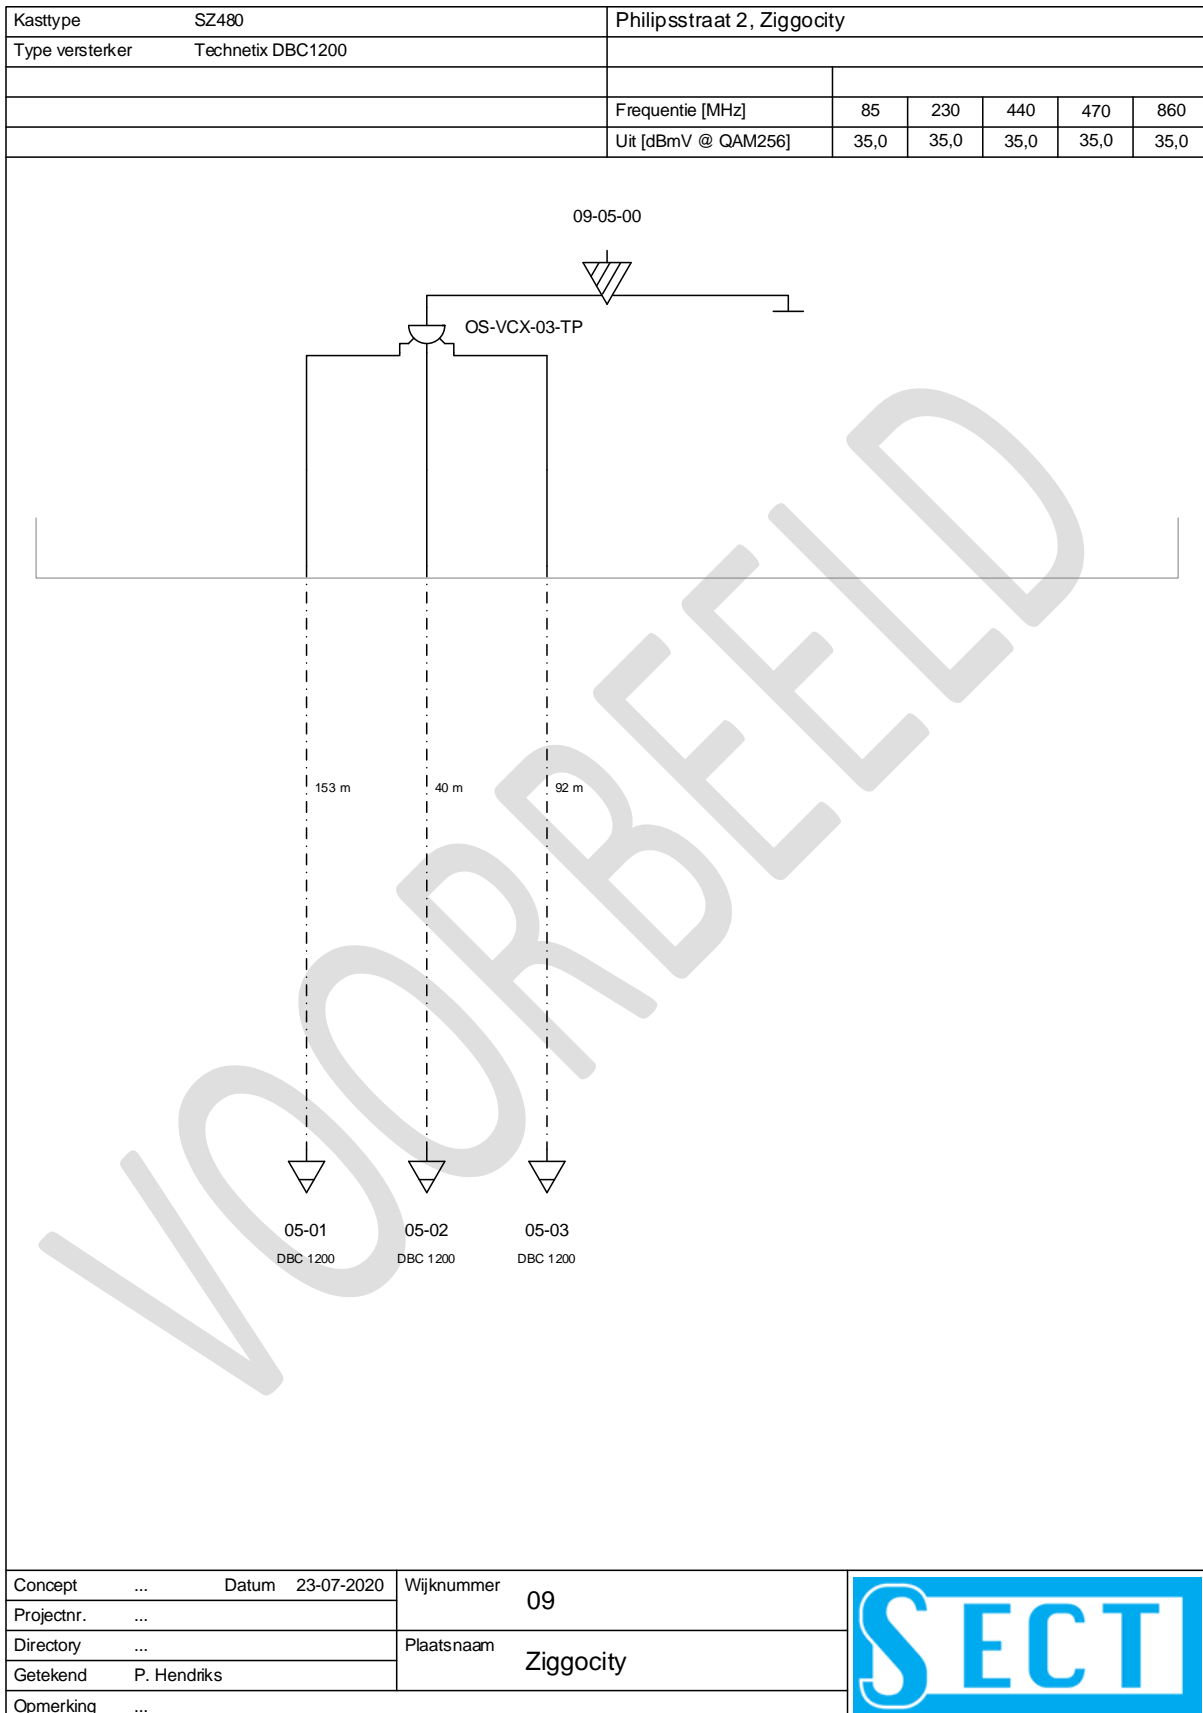 Kasttype SZ480 Philipsstraat 2, Ziggocity
Type versterker Technetix DBC1200
Frequentie [MHz] 85 230 440 470 860
Uit [dBmV @ QAM256] 35,0 35,0 35,0 35,0 35,0
09-05-00
OS-VCX-03-TP
153 m 40 m 92 m
VOORBEELD
05-01 05-02 05-03
DBC 1200 DBC 1200 DBC 1200
Concept ... Datum 23-07-2020 Wijknummer 09
Projectnr. ...
Directory ... Plaatsnaam Ziggocity
Getekend P. Hendriks
Opmerking ...
SECT